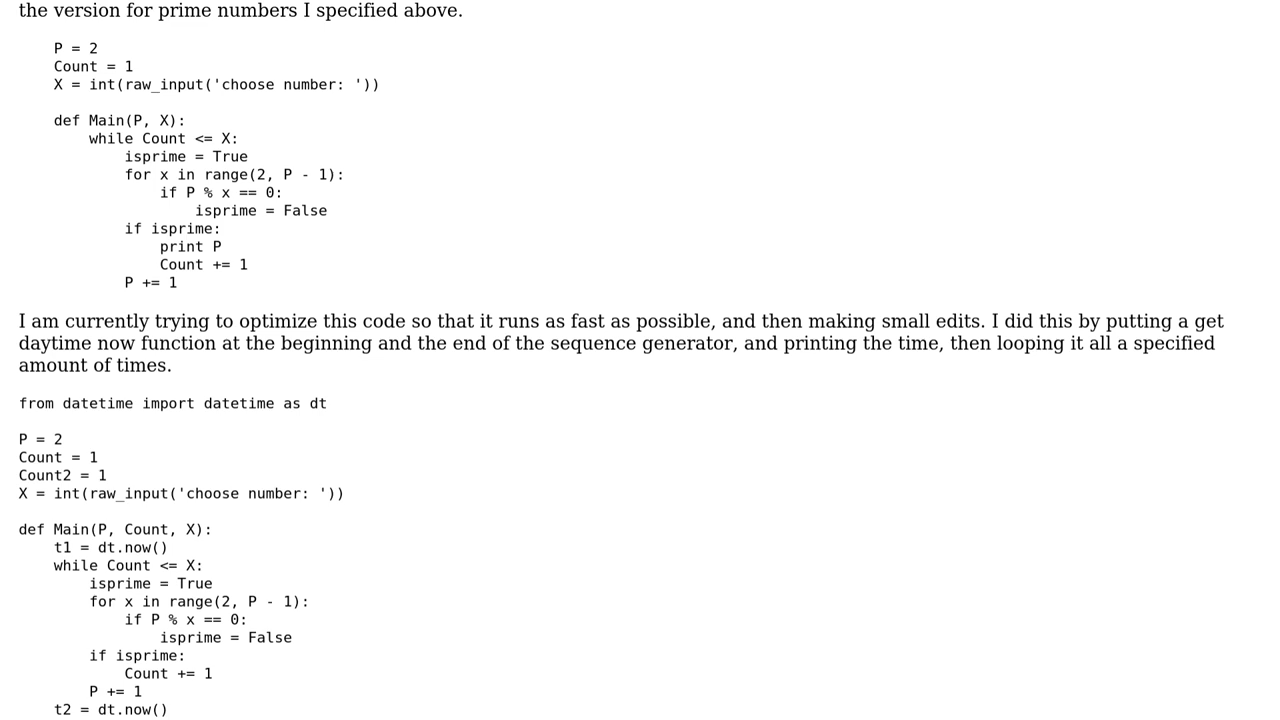 the version for prime numbers I specified above.
P = 2
Count = 1
X = int(raw_input('choose number: '))
def Main(P, X):
while Count <= X:
isprime = True
for x in range(2, P - 1):
if P % x == 0:
isprime = False
if isprime:
print P
Count += 1
P += 1
I am currently trying to optimize this code so that it runs as fast as possible, and then making small edits. I did this by putting a get
daytime now function at the beginning and the end of the sequence generator, and printing the time, then looping it all a specified
amount of times.
from datetime import datetime as dt
P = 2
Count = 1
Count2 = 1
X = int(raw_input('choose number: '))
def Main(P, Count, X):
t1 = dt.now()
while Count <= X:
isprime = True
for x in range(2, P - 1):
if P % x == 0:
isprime = False
if isprime:
Count += 1
P += 1
t2 = dt.now()